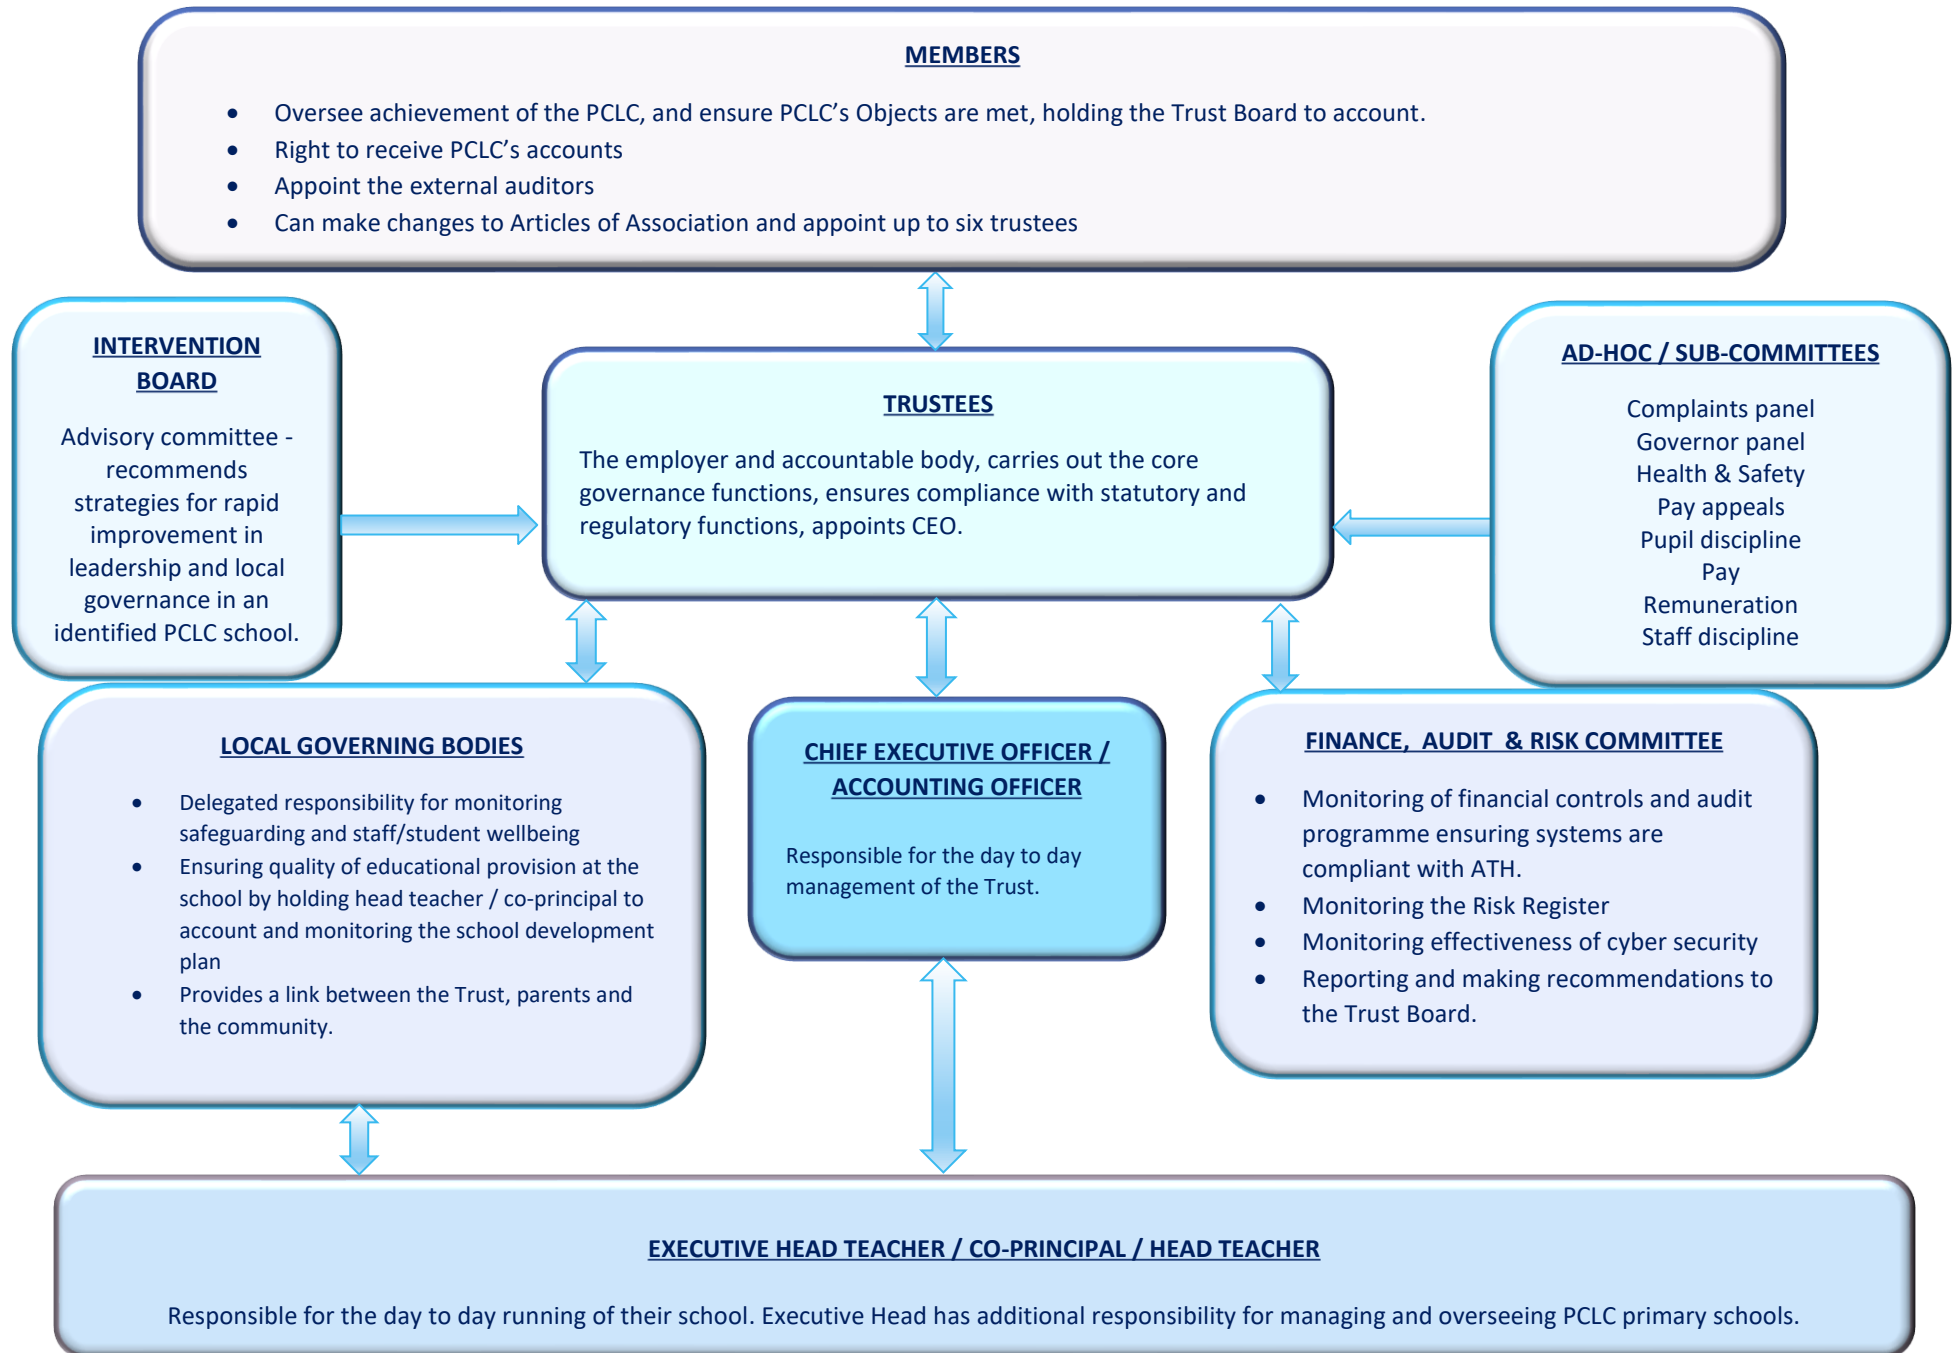 MEMBERS
• Oversee achievement of the PCLC, and ensure PCLC’s Objects are met, holding the Trust Board to account.
• Right to receive PCLC’s accounts
• Appoint the external auditors
• Can make changes to Articles of Association and appoint up to six trustees
INTERVENTION
BOARD
Advisory committee -
recommends
strategies for rapid
improvement in
leadership and local
governance in an
identified PCLC school.
TRUSTEES
The employer and accountable body, carries out the core
governance functions, ensures compliance with statutory and
regulatory functions, appoints CEO.
AD-HOC / SUB-COMMITTEES
Complaints panel
Governor panel
Health & Safety
Pay appeals
Pupil discipline
Pay
Remuneration
Staff discipline
LOCAL GOVERNING BODIES
• Delegated responsibility for monitoring
safeguarding and staff/student wellbeing
• Ensuring quality of educational provision at the
school by holding head teacher / co-principal to
account and monitoring the school development
plan
• Provides a link between the Trust, parents and
the community.
CHIEF EXECUTIVE OFFICER /
ACCOUNTING OFFICER
Responsible for the day to day
management of the Trust.
FINANCE, AUDIT & RISK COMMITTEE
• Monitoring of financial controls and audit
programme ensuring systems are
compliant with ATH.
• Monitoring the Risk Register
• Monitoring effectiveness of cyber security
• Reporting and making recommendations to
the Trust Board.
EXECUTIVE HEAD TEACHER / CO-PRINCIPAL / HEAD TEACHER
Responsible for the day to day running of their school. Executive Head has additional responsibility for managing and overseeing PCLC primary schools.